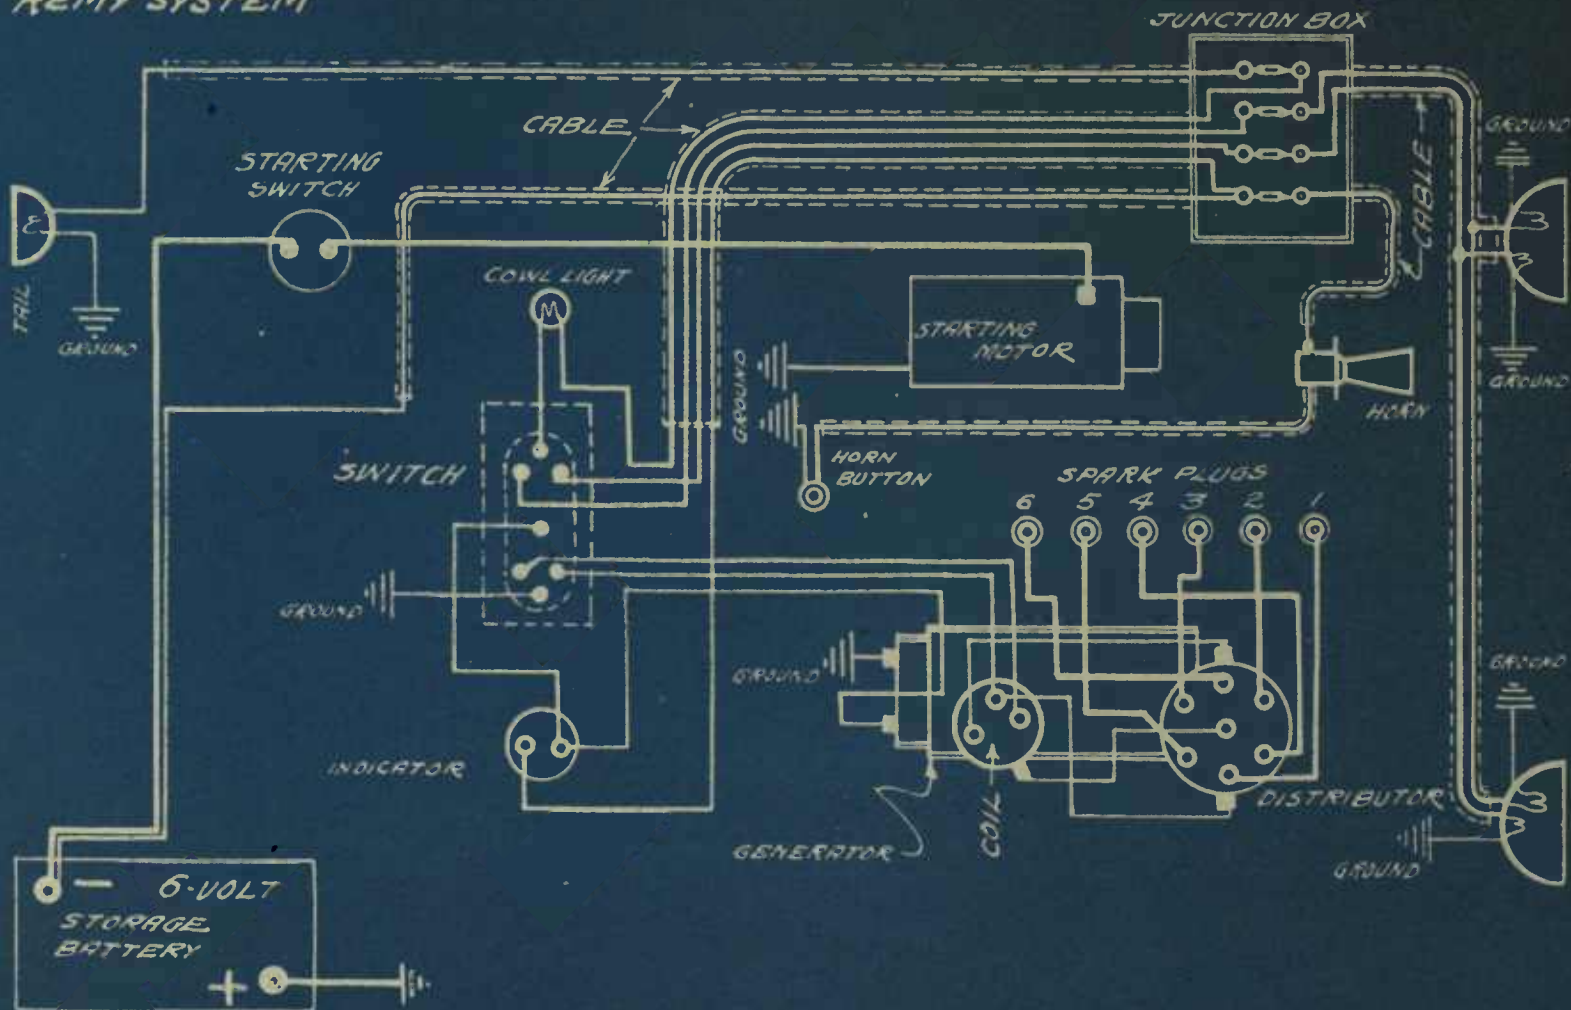 REMY SYSTEM
JUNCTION BOX
CABLE
GROUND
STARTING
SWITCH
CABLE
COWL LIGHT
TAIL
GROUND
STARTING
MOTOR
GROUND
GROUND
HORN
SWITCH
HORN
BUTTON
SPARK PLUGS
6 5 4 3 2 1
GROUND
GROUND
GROUND
INDICATOR
DISTRIBUTOR
GENERATOR
COIL
GROUND
- 6-VOLT
STORAGE
BATTERY
+